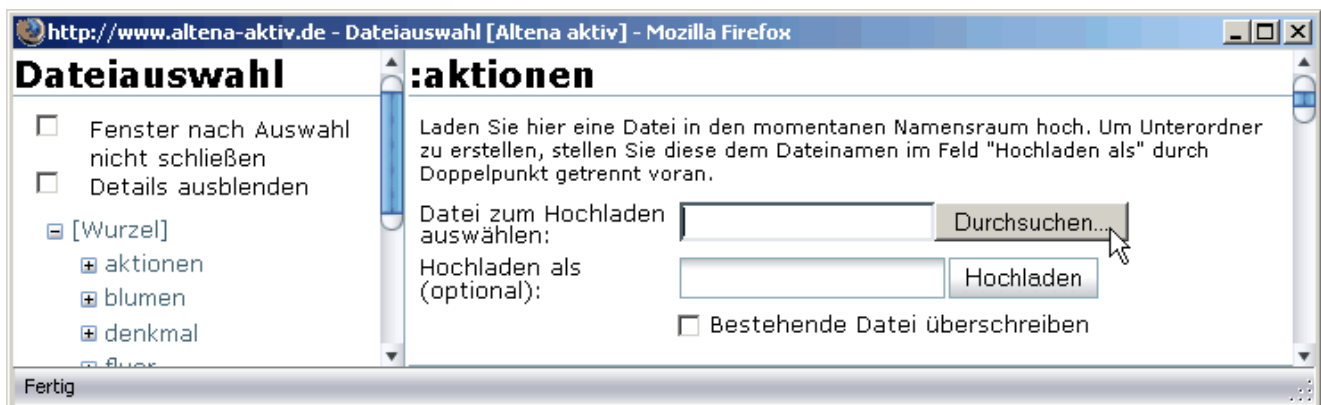 http://www.altena-aktiv.de - Dateiauswahl [Altena aktiv] - Mozilla Firefox
Dateiauswahl
Fenster nach Auswahl
nicht schließen
Details ausblenden
[Wurzel]
aktionen
blumen
denkmal
:aktionen
Laden Sie hier eine Datei in den momentanen Namensraum hoch. Um Unterordner
zu erstellen, stellen Sie diese dem Dateinamen im Feld "Hochladen als" durch
Doppelpunkt getrennt voran.
Datei zum Hochladen
auswählen:
Durchsuchen...
Hochladen als
(optional):
Hochladen
Bestehende Datei überschreiben
Fertig